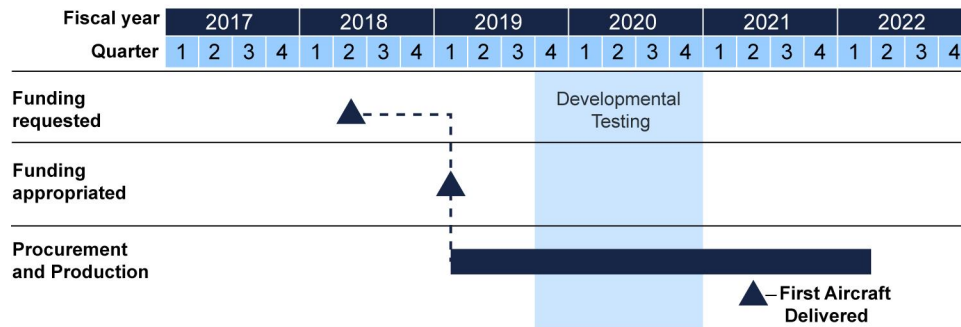 Fiscal year 2017 2018 2019 2020 2021 2022
Quarter 1 2 3 4 1 2 3 4 1 2 3 4 1 2 3 4 1 2 3 4 1 2 3 4
Funding
requested
Developmental
Testing
Funding
appropriated
Procurement
and Production
First Aircraft
Delivered